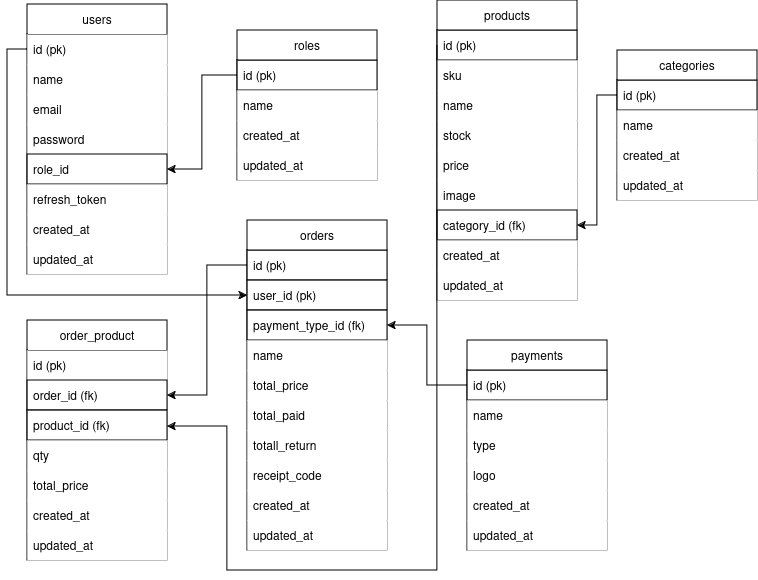 users
id (pk)
name
email
password
role_id
refresh_token
created_at
updated_at
roles
id (pk)
name
created_at
updated_at
products
id (pk)
sku
name
stock
price
image
category_id (fk)
created_at
updated_at
categories
id (pk)
name
created_at
updated_at
order_product
id (pk)
order_id (fk)
product_id (fk)
qty
total_price
created_at
updated_at
orders
id (pk)
user_id (pk)
payment_type_id (fk)
name
total_price
total_paid
totall_return
receipt_code
created_at
updated_at
payments
id (pk)
name
type
logo
created_at
updated_at